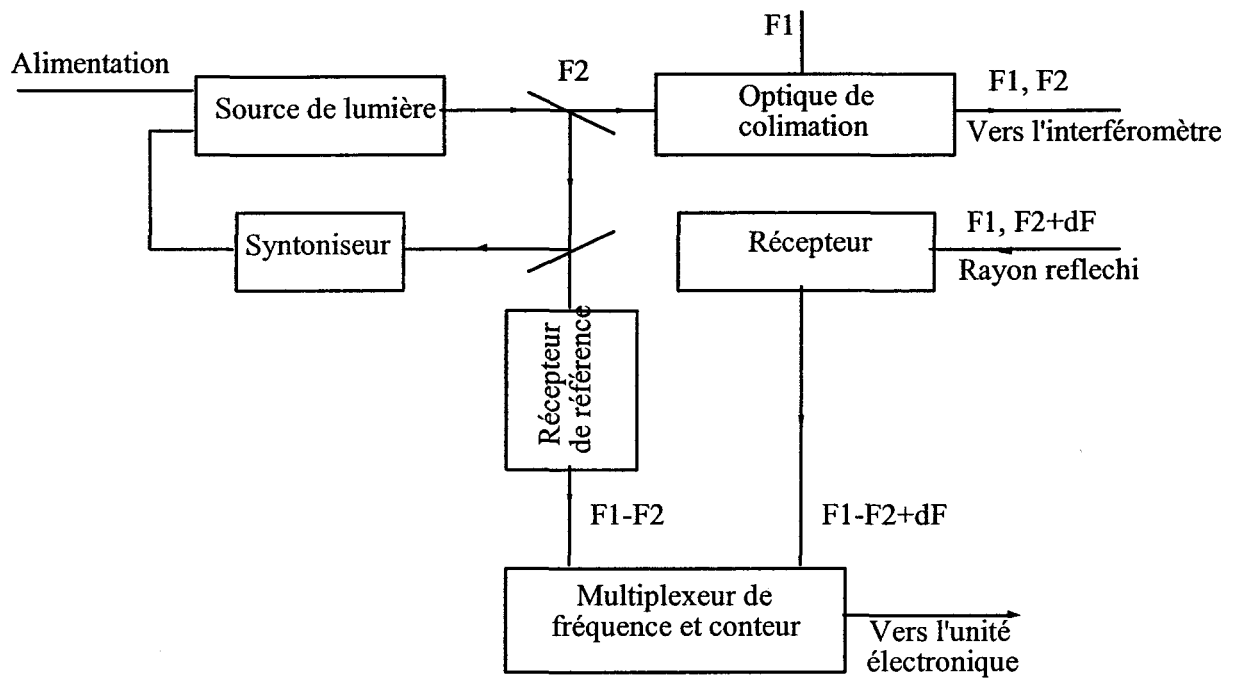 F1
Alimentation
F2
Source de lumière
Optique de
colimation
F1, F2
Vers l'interféromètre
Syntoniseur
Récepteur
F1, F2+dF
Rayon reflechi
Récepteur
de référence
F1-F2
F1-F2+dF
Multiplexeur de
fréquence et conteur
Vers l'unité
électronique